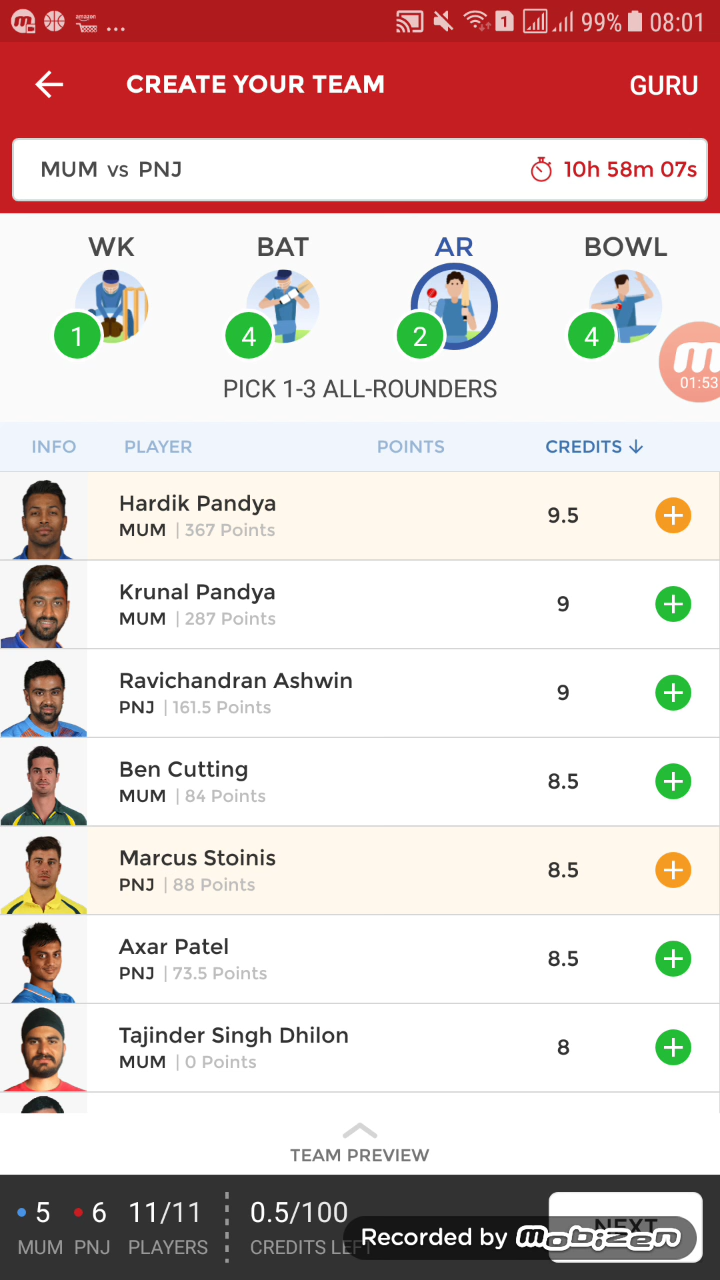 amazon
1 99% 08:01
CREATE YOUR TEAM GURU
MUM vs PNJ 10h 58m 07s
WK BAT AR BOWL
1 4 2 4
m
01:53
PICK 1-3 ALL-ROUNDERS
INFO PLAYER POINTS CREDITS ↓
Hardik Pandya
MUM | 367 Points
9.5 +
Krunal Pandya
MUM | 287 Points
9 +
Ravichandran Ashwin
PNJ | 161.5 Points
9 +
Ben Cutting
MUM | 84 Points
8.5 +
Marcus Stoinis
PNJ | 88 Points
8.5 +
Axar Patel
PNJ | 73.5 Points
8.5 +
Tajinder Singh Dhilon
MUM | 0 Points
8 +
TEAM PREVIEW
5 6 11/11 0.5/100 NEXT
MUM PNJ PLAYERS CREDITS LEFT
Recorded by mobizen